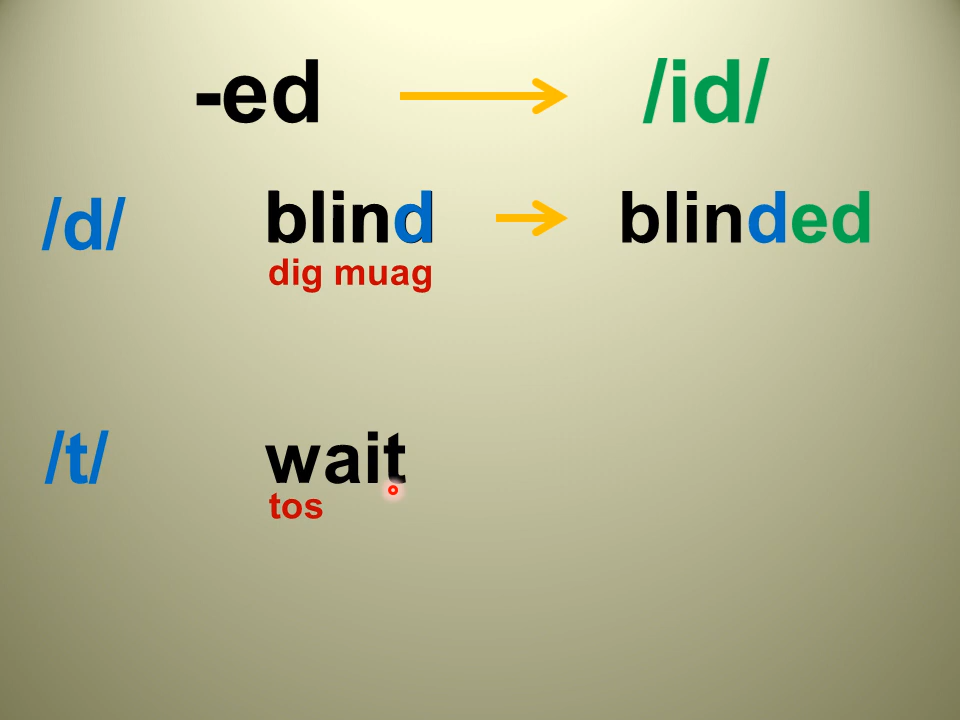 -ed /id/
/d/ blind blinded
dig muag
/t/ wait
tos